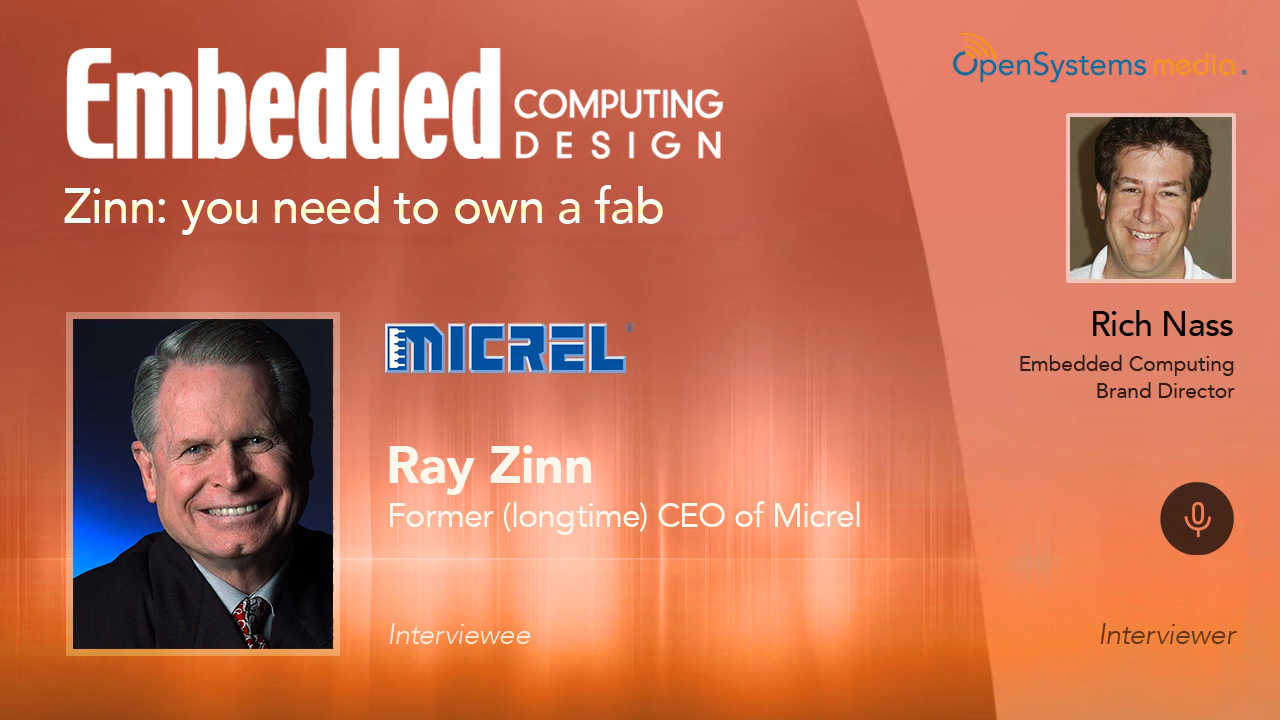 Embedded COMPUTING
DESIGN
Zinn: you need to own a fab
MICREL®
Ray Zinn
Former (longtime) CEO of Micrel
Interviewee
OpenSystems media.
Rich Nass
Embedded Computing
Brand Director
Interviewer